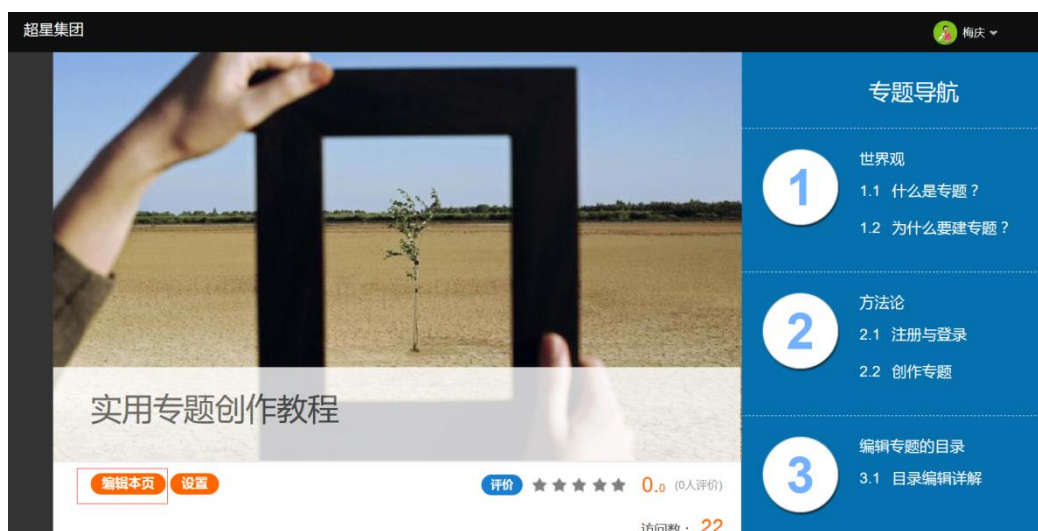 超星集团
梅庆
专题导航
1
世界观
1.1 什么是专题？
1.2 为什么要建专题？
2
方法论
2.1 注册与登录
2.2 创作专题
3
编辑专题的目录
3.1 目录编辑详解
实用专题创作教程
编辑本页 设置
评价 0.0 (0人评价)
访问数： 22